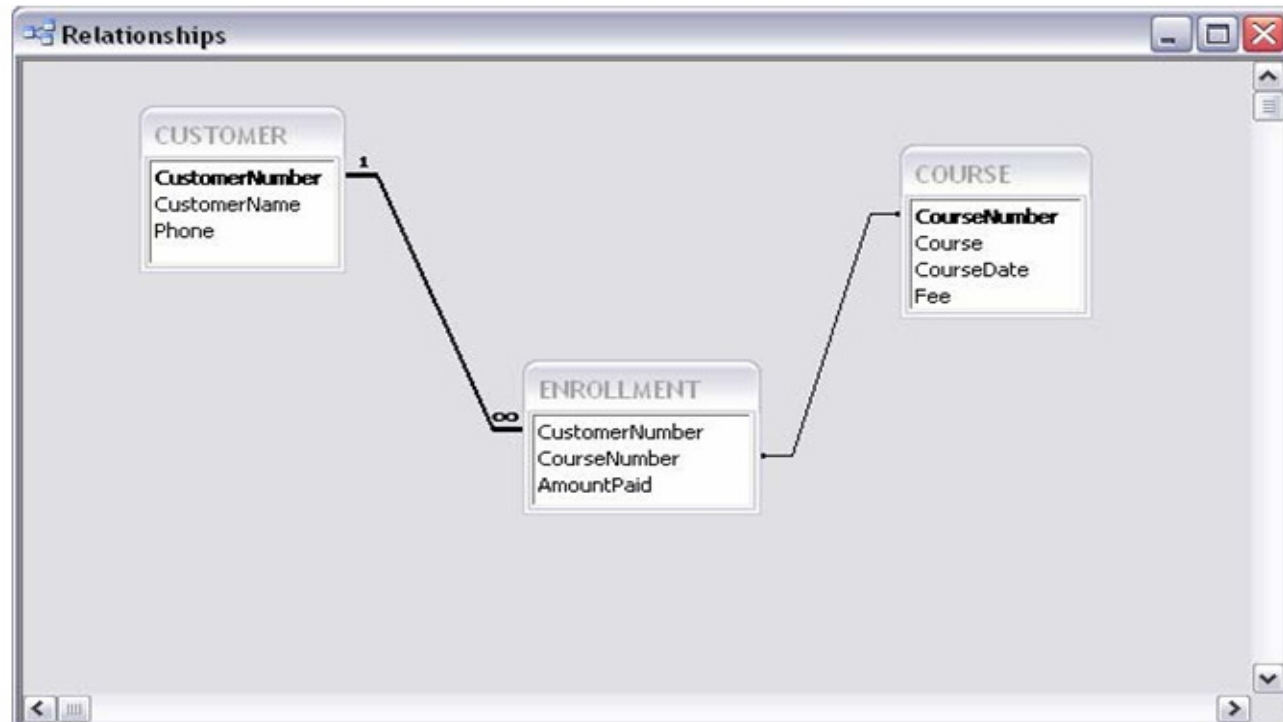 Relationships
CUSTOMER
CustomerNumber
CustomerName
Phone
1
∞
COURSE
CourseNumber
Course
CourseDate
Fee
ENROLLMENT
CustomerNumber
CourseNumber
AmountPaid